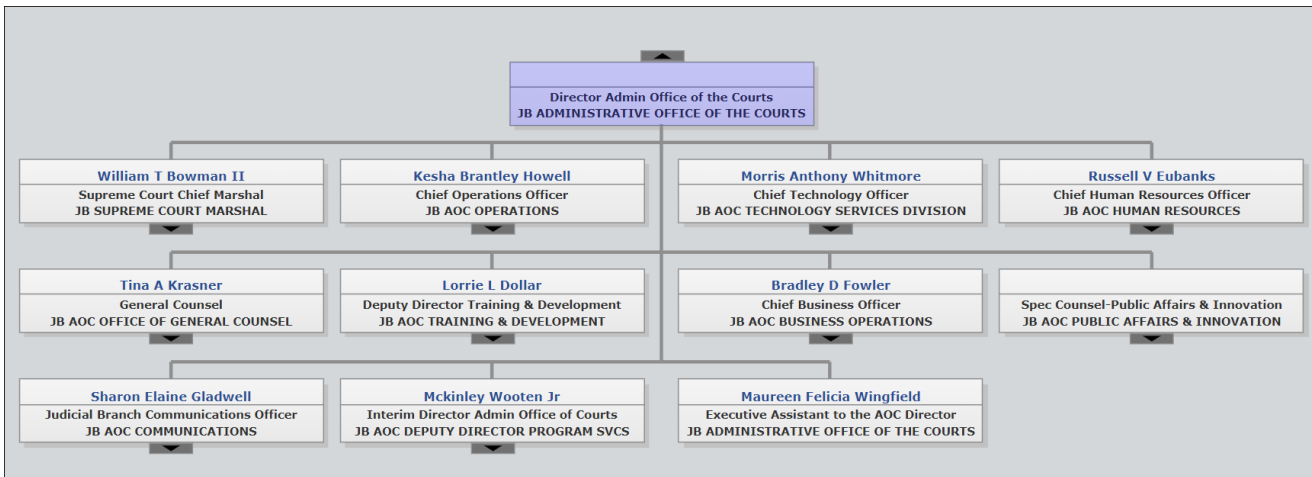 Director Admin Office of the Courts
JB ADMINISTRATIVE OFFICE OF THE COURTS
William T Bowman II
Supreme Court Chief Marshal
JB SUPREME COURT MARSHAL
Kesha Brantley Howell
Chief Operations Officer
JB AOC OPERATIONS
Morris Anthony Whitmore
Chief Technology Officer
JB AOC TECHNOLOGY SERVICES DIVISION
Russell V Eubanks
Chief Human Resources Officer
JB AOC HUMAN RESOURCES
Tina A Krasner
General Counsel
JB AOC OFFICE OF GENERAL COUNSEL
Lorrie L Dollar
Deputy Director Training & Development
JB AOC TRAINING & DEVELOPMENT
Bradley D Fowler
Chief Business Officer
JB AOC BUSINESS OPERATIONS
Spec Counsel-Public Affairs & Innovation
JB AOC PUBLIC AFFAIRS & INNOVATION
Sharon Elaine Gladwell
Judicial Branch Communications Officer
JB AOC COMMUNICATIONS
Mckinley Wooten Jr
Interim Director Admin Office of Courts
JB AOC DEPUTY DIRECTOR PROGRAM SVCS
Maureen Felicia Wingfield
Executive Assistant to the AOC Director
JB ADMINISTRATIVE OFFICE OF THE COURTS